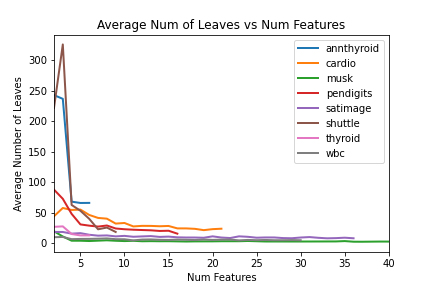 Average Num of Leaves vs Num Features
Average Number of Leaves
300
250
200
150
100
50
0
annthyroid
cardio
musk
pendigits
satimage
shuttle
thyroid
wbc
5 10 15 20 25 30 35 40
Num Features